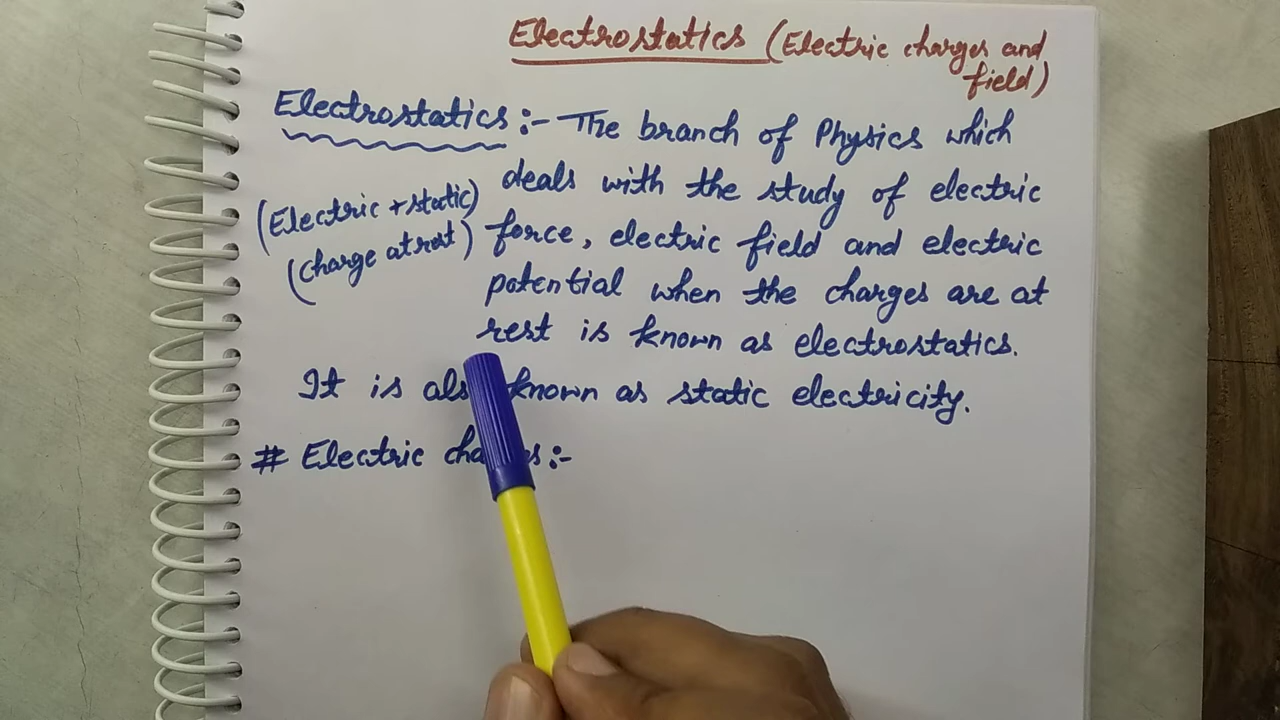 Electrostatics (Electric charges and
field)
Electrostatics :- The branch of Physics which
deals with the study of electric
(Electric + static) force, electric field and electric
(charge at rest) potential when the charges are at
rest is known as electrostatics.
It is known as static electricity.
# Electric :-